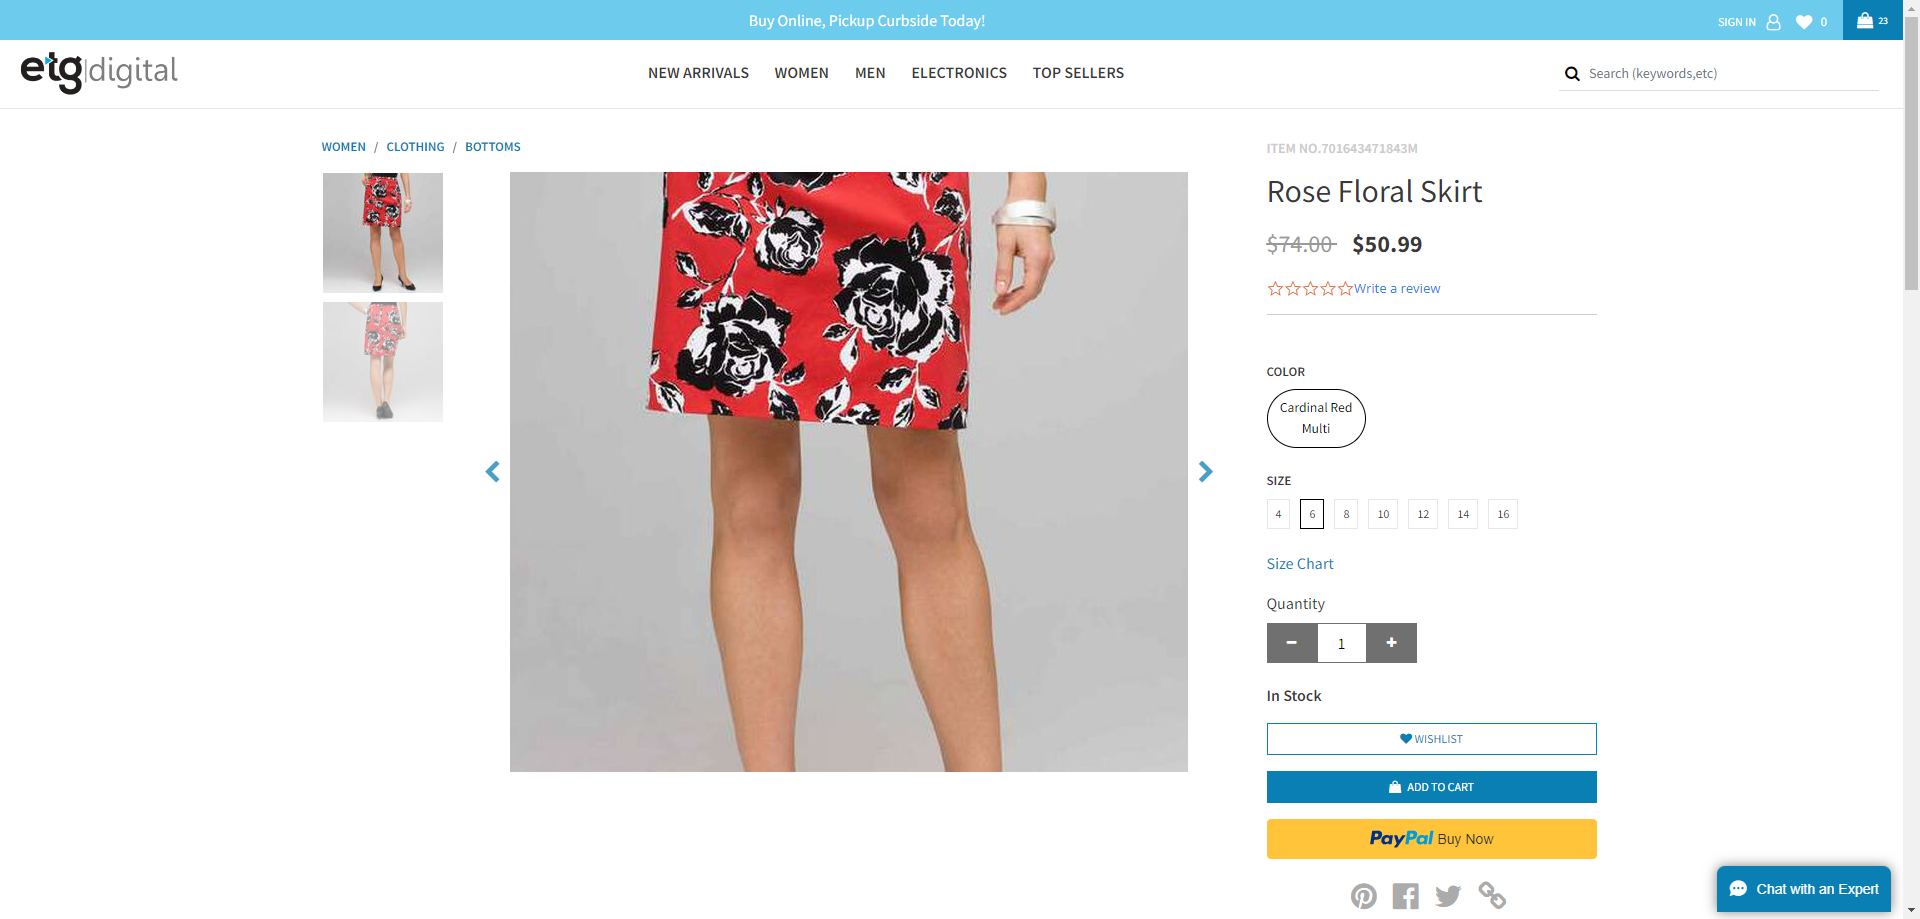 Buy Online, Pickup Curbside Today!
SIGN IN
0
23
etg|digital
NEW ARRIVALS
WOMEN
MEN
ELECTRONICS
TOP SELLERS
Search (keywords,etc)
WOMEN / CLOTHING / BOTTOMS
ITEM NO.701643471843M
Rose Floral Skirt
$74.00 $50.99
Write a review
COLOR
Cardinal Red
Multi
SIZE
4 6 8 10 12 14 16
Size Chart
Quantity
− 1 +
In Stock
WISHLIST
ADD TO CART
PayPal Buy Now
Chat with an Expert